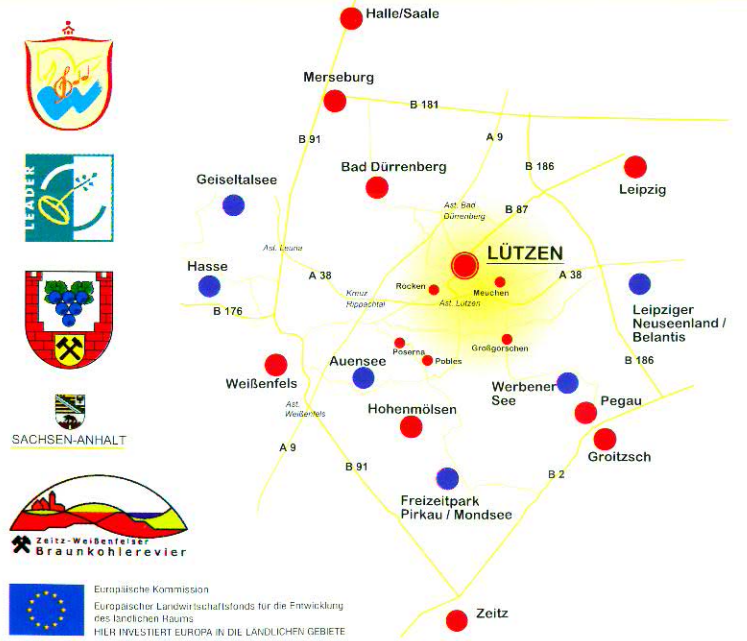 Halle/Saale
Merseburg
B 181
A 9
B 91
B 186
Bad Dürrenberg
Leipzig
Geiseltalsee
LEADER
Ast. Bad
Dürrenberg
B 87
Ast. Leuna
LÜTZEN
Hasse
A 38
A 38
Röcken
Meuchen
Kreuz
Rippachtal
Ast. Lützen
B 176
Leipziger
Neuseenland /
Belantis
Poserna
Großgörschen
Pobles
Auensee
B 186
Weißenfels
Werbener
See
Pegau
Ast.
Weißenfels
Hohenmölsen
SACHSEN-ANHALT
A 9
Groitzsch
B 91
B 2
Freizeitpark
Pirkau / Mondsee
Zeitz-Weißenfelser
Braunkohlerevier
Europäische Kommission
Europäischer Landwirtschaftsfonds für die Entwicklung
des ländlichen Raums
HIER INVESTIERT EUROPA IN DIE LÄNDLICHEN GEBIETE
Zeitz